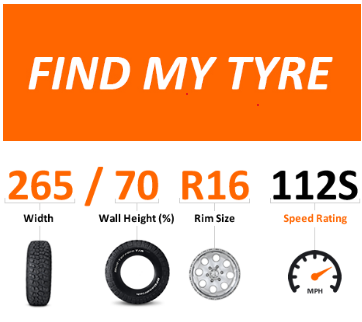 FIND MY TYRE
265 / 70 R16 112S
Width Wall Height (%) Rim Size Speed Rating
MPH